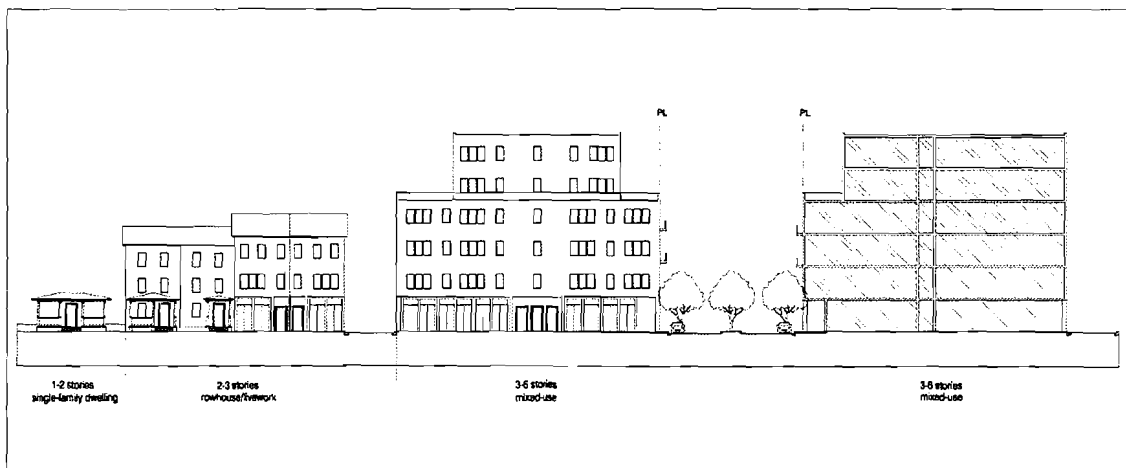 PL
PL
1-2 stories
single-family dwelling
2-3 stories
rowhouse/livework
3-6 stories
mixed-use
3-8 stories
mixed-use